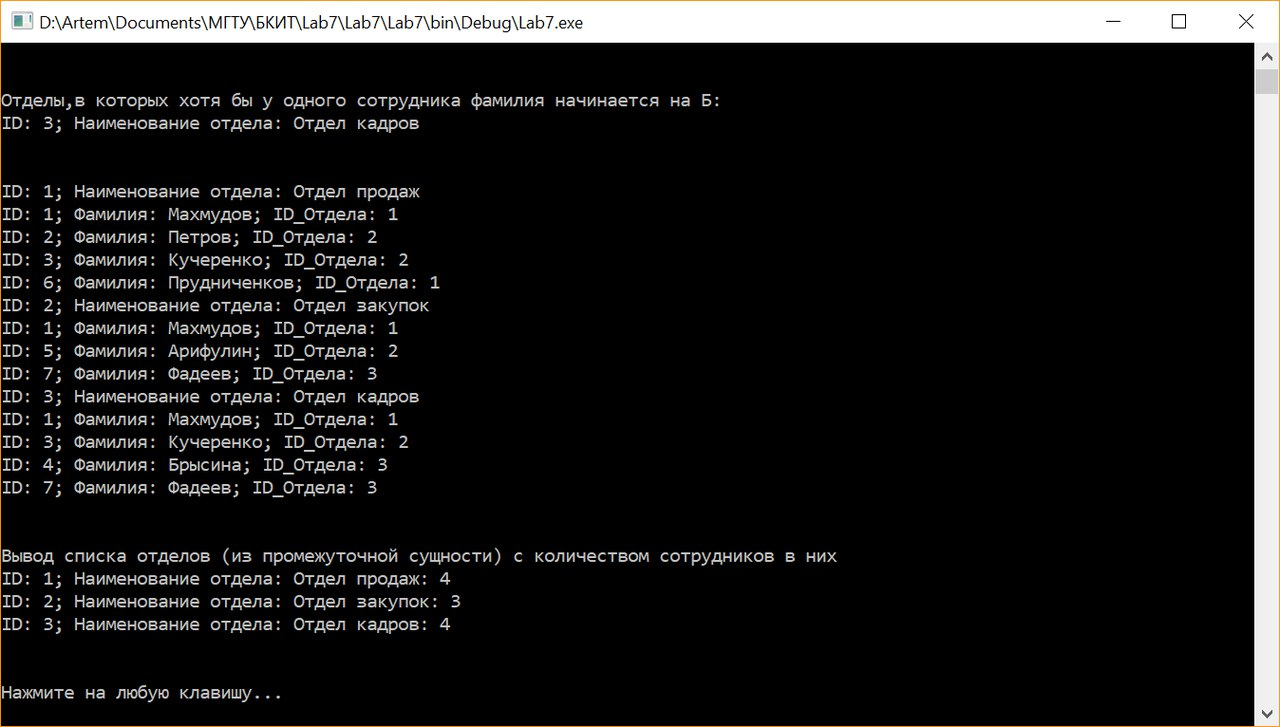 D:\Artem\Documents\МГТУ\БКИТ\Lab7\Lab7\Lab7\bin\Debug\Lab7.exe
Отделы,в которых хотя бы у одного сотрудника фамилия начинается на Б:
ID: 3; Наименование отдела: Отдел кадров
ID: 1; Наименование отдела: Отдел продаж
ID: 1; Фамилия: Махмудов; ID_Отдела: 1
ID: 2; Фамилия: Петров; ID_Отдела: 2
ID: 3; Фамилия: Кучеренко; ID_Отдела: 2
ID: 6; Фамилия: Прудниченков; ID_Отдела: 1
ID: 2; Наименование отдела: Отдел закупок
ID: 1; Фамилия: Махмудов; ID_Отдела: 1
ID: 5; Фамилия: Арифулин; ID_Отдела: 2
ID: 7; Фамилия: Фадеев; ID_Отдела: 3
ID: 3; Наименование отдела: Отдел кадров
ID: 1; Фамилия: Махмудов; ID_Отдела: 1
ID: 3; Фамилия: Кучеренко; ID_Отдела: 2
ID: 4; Фамилия: Брысина; ID_Отдела: 3
ID: 7; Фамилия: Фадеев; ID_Отдела: 3
Вывод списка отделов (из промежуточной сущности) с количеством сотрудников в них
ID: 1; Наименование отдела: Отдел продаж: 4
ID: 2; Наименование отдела: Отдел закупок: 3
ID: 3; Наименование отдела: Отдел кадров: 4
Нажмите на любую клавишу...